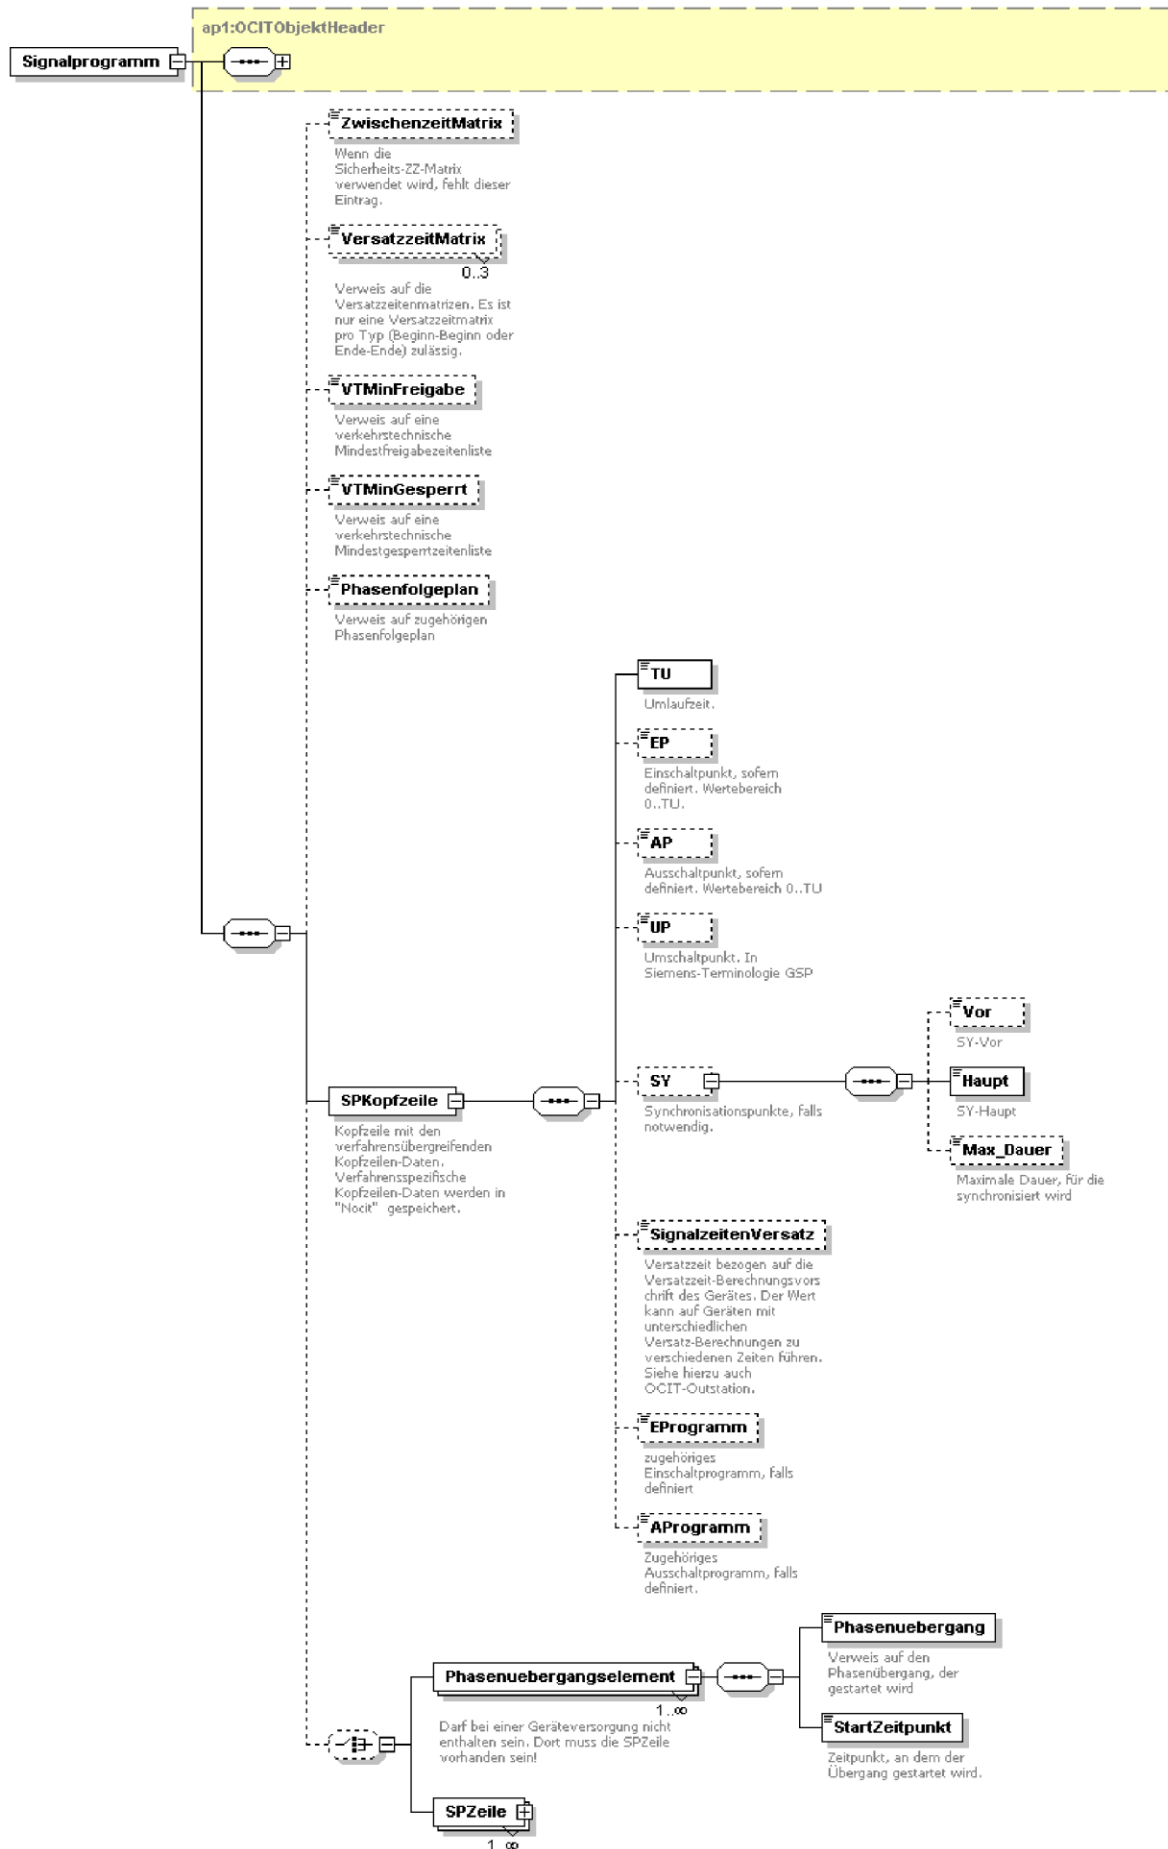 ap1:OCITObjektHeader
Signalprogramm
ZwischenzeitMatrix
Wenn die
Sicherheits-ZZ-Matrix
verwendet wird, fehlt dieser
Eintrag.
VersatzzeitMatrix
0..3
Verweis auf die
Versatzzeitenmatrizen. Es ist
nur eine Versatzzeitmatrix
pro Typ (Beginn-Beginn oder
Ende-Ende) zulässig.
VTMinFreigabe
Verweis auf eine
verkehrstechnische
Mindestfreigabezeitenliste
VTMinGesperrt
Verweis auf eine
verkehrstechnische
Mindestgesperrtzeitenliste
Phasenfolgeplan
Verweis auf zugehörigen
Phasenfolgeplan
TU
Umlaufzeit.
EP
Einschaltpunkt, sofern
definiert. Wertebereich
0..TU.
AP
Ausschaltpunkt, sofern
definiert. Wertebereich 0..TU
UP
Umschaltpunkt. In
Siemens-Terminologie GSP
Vor
SY-Vor
SY
Synchronisationspunkte, falls
notwendig.
Haupt
SY-Haupt
Max_Dauer
Maximale Dauer, für die
synchronisiert wird
SPKopfzeile
Kopfzeile mit den
verfahrensübergreifenden
Kopfzeilen-Daten.
Verfahrensspezifische
Kopfzeilen-Daten werden in
"Nocit" gespeichert.
SignalzeitenVersatz
Versatzzeit bezogen auf die
Versatzzeit-Berechnungsvors
chrift des Gerätes. Der Wert
kann auf Geräten mit
unterschiedlichen
Versatz-Berechnungen zu
verschiedenen Zeiten führen.
Siehe hierzu auch
OCIT-Outstation.
EProgramm
zugehöriges
Einschaltprogramm, falls
definiert
AProgramm
Zugehöriges
Ausschaltprogramm, falls
definiert.
Phasenuebergangselement
1..∞
Darf bei einer Geräteversorgung nicht
enthalten sein. Dort muss die SPZeile
vorhanden sein!
Phasenuebergang
Verweis auf den
Phasenübergang, der
gestartet wird
StartZeitpunkt
Zeitpunkt, an dem der
Übergang gestartet wird.
SPZeile
1..∞